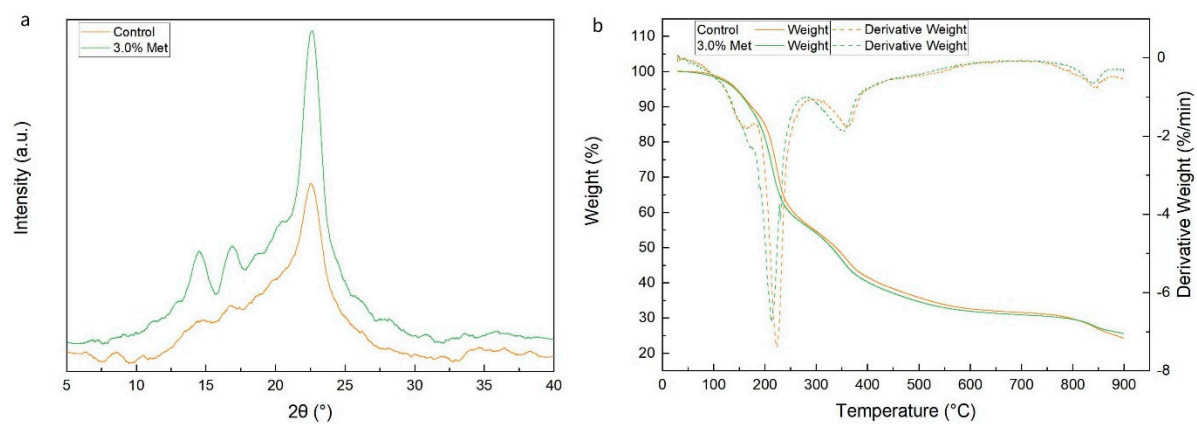 a
Control
3.0% Met
Intensity (a.u.)
5 10 15 20 25 30 35 40
2θ (°)
b
Control Weight Derivative Weight
3.0% Met Weight Derivative Weight
110
100
90
80
70
60
50
40
30
20
Weight (%)
0
-2
-4
-6
-8
Derivative Weight (%/min)
0 100 200 300 400 500 600 700 800 900
Temperature (°C)